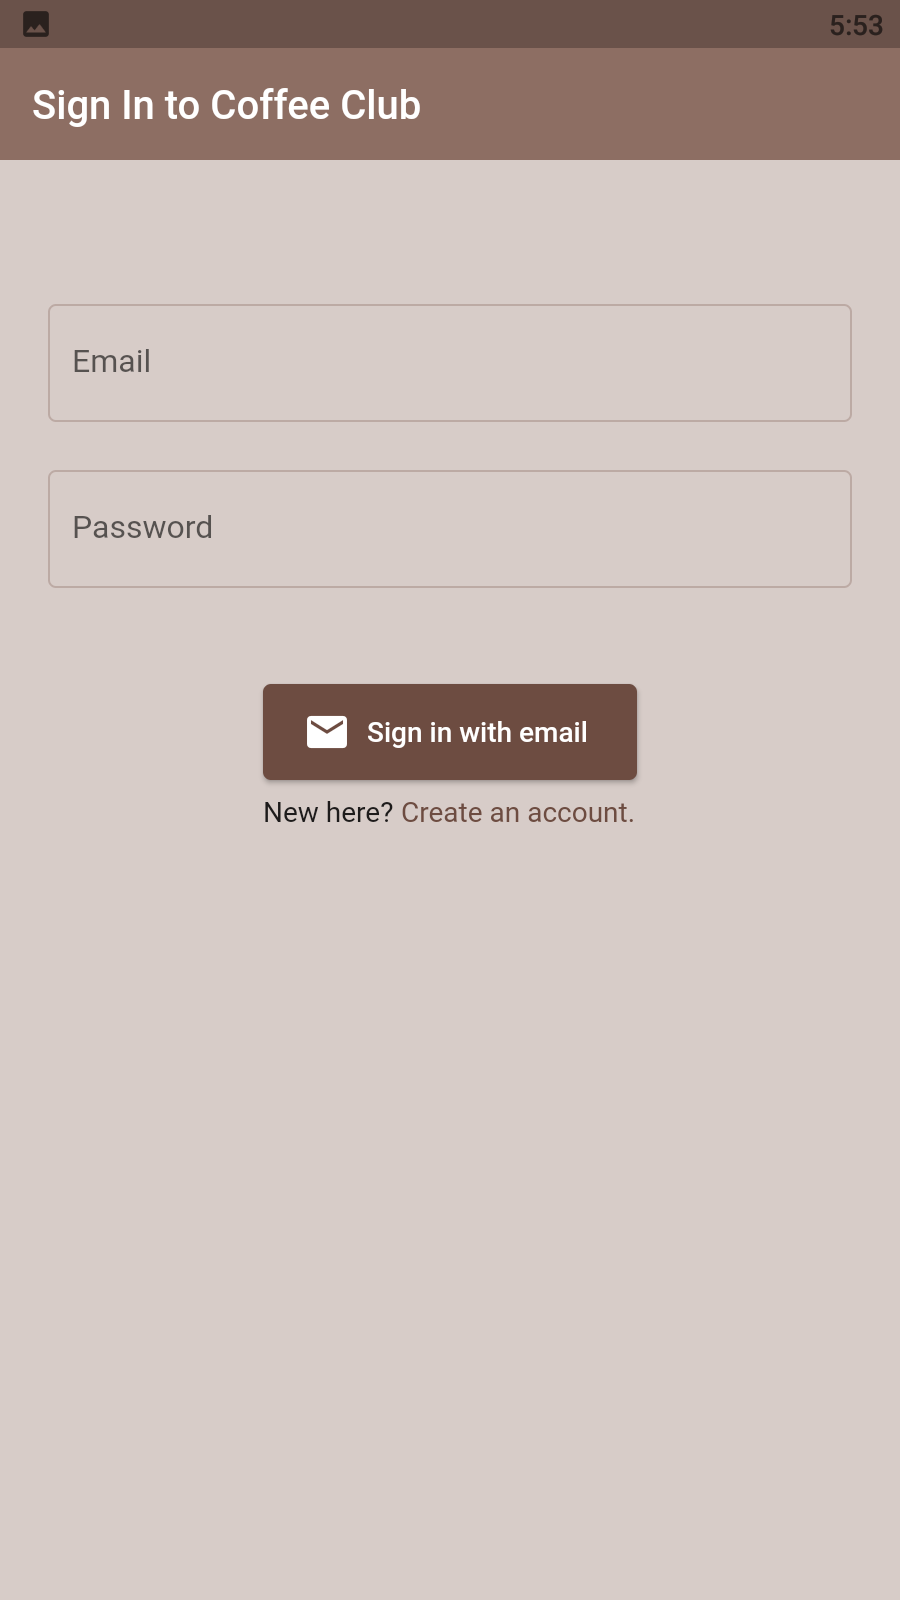 5:53
Sign In to Coffee Club
Email
Password
Sign in with email
New here? Create an account.